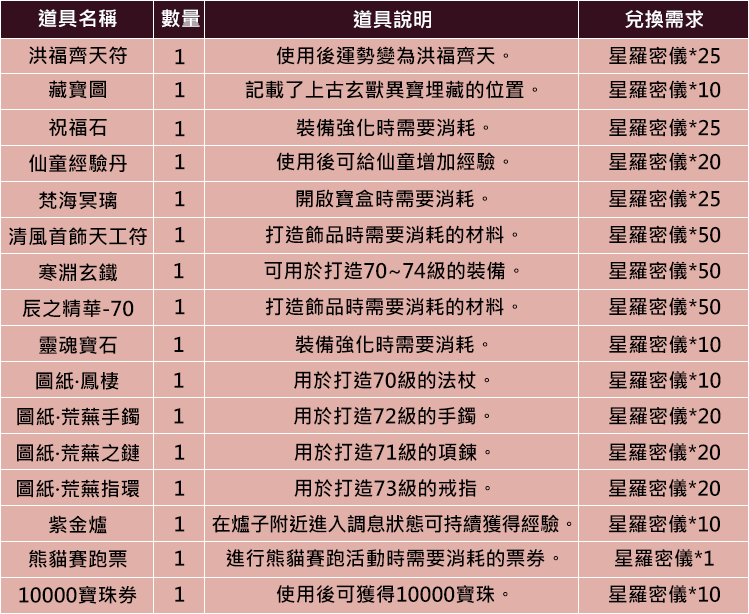 道具名稱 數量 道具說明 兌換需求
洪福齊天符 1 使用後運勢變為洪福齊天。 星羅密儀*25
藏寶圖 1 記載了上古玄獸異寶埋藏的位置。 星羅密儀*10
祝福石 1 裝備強化時需要消耗。 星羅密儀*25
仙童經驗丹 1 使用後可給仙童增加經驗。 星羅密儀*20
梵海冥璃 1 開啟寶盒時需要消耗。 星羅密儀*25
清風首飾天工符 1 打造飾品時需要消耗的材料。 星羅密儀*50
寒淵玄鐵 1 可用於打造70~74級的裝備。 星羅密儀*50
辰之精華-70 1 打造飾品時需要消耗的材料。 星羅密儀*50
靈魂寶石 1 裝備強化時需要消耗。 星羅密儀*10
圖紙·鳳棲 1 用於打造70級的法杖。 星羅密儀*10
圖紙·荒蕪手鐲 1 用於打造72級的手鐲。 星羅密儀*20
圖紙·荒蕪之鏈 1 用於打造71級的項鍊。 星羅密儀*20
圖紙·荒蕪指環 1 用於打造73級的戒指。 星羅密儀*20
紫金爐 1 在爐子附近進入調息狀態可持續獲得經驗。 星羅密儀*10
熊貓賽跑票 1 進行熊貓賽跑活動時需要消耗的票券。 星羅密儀*1
10000寶珠券 1 使用後可獲得10000寶珠。 星羅密儀*10